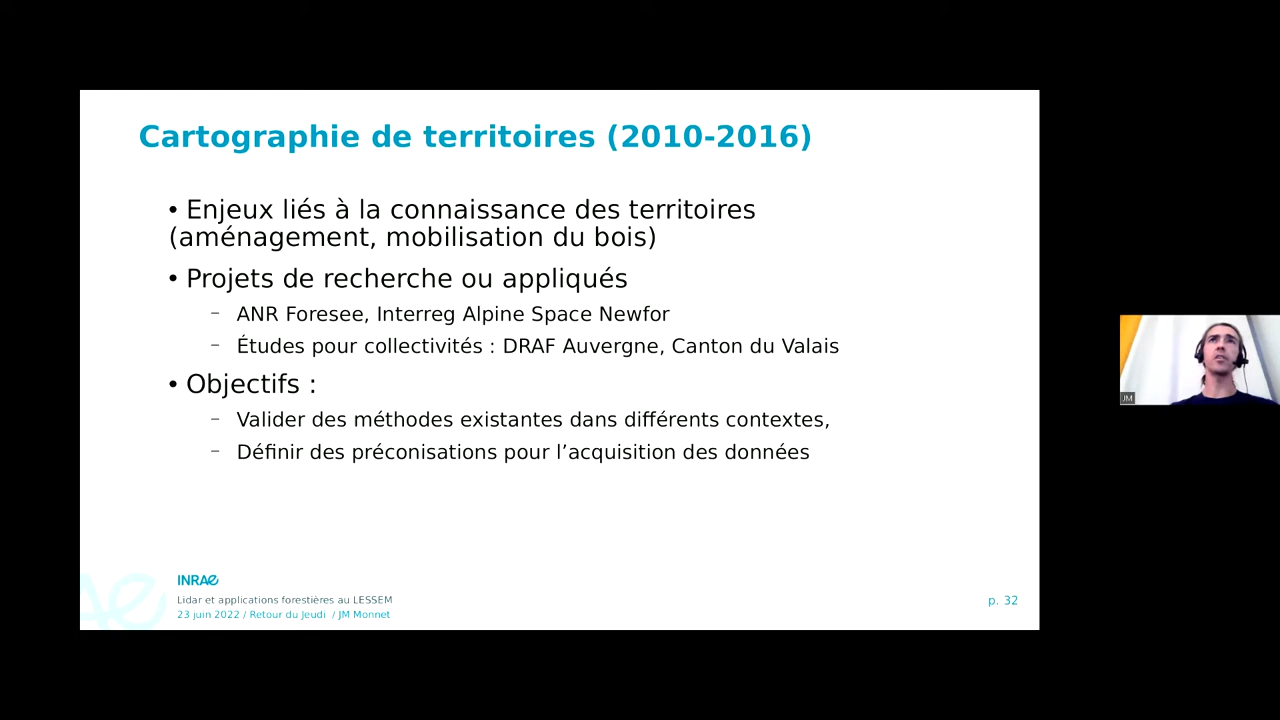 Cartographie de territoires (2010-2016)
• Enjeux liés à la connaissance des territoires
(aménagement, mobilisation du bois)
• Projets de recherche ou appliqués
– ANR Foresee, Interreg Alpine Space Newfor
– Études pour collectivités : DRAF Auvergne, Canton du Valais
• Objectifs :
– Valider des méthodes existantes dans différents contextes,
– Définir des préconisations pour l’acquisition des données
INRAE
Lidar et applications forestières au LESSEM
23 juin 2022 / Retour du Jeudi / JM Monnet
p. 32
JM